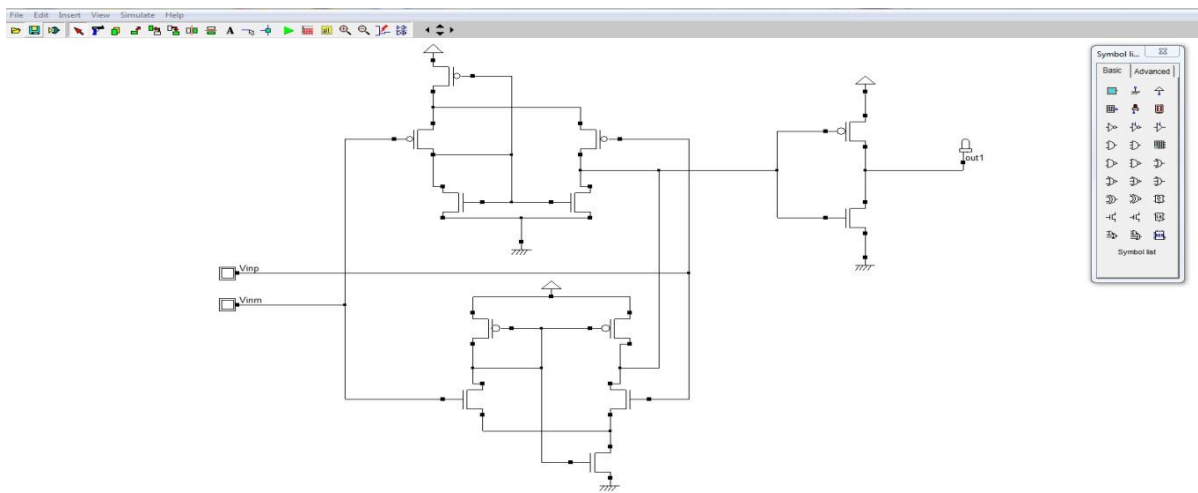 File Edit Insert View Simulate Help
Symbol li...
Basic Advanced
out1
Symbol list
Vinp
Vinm